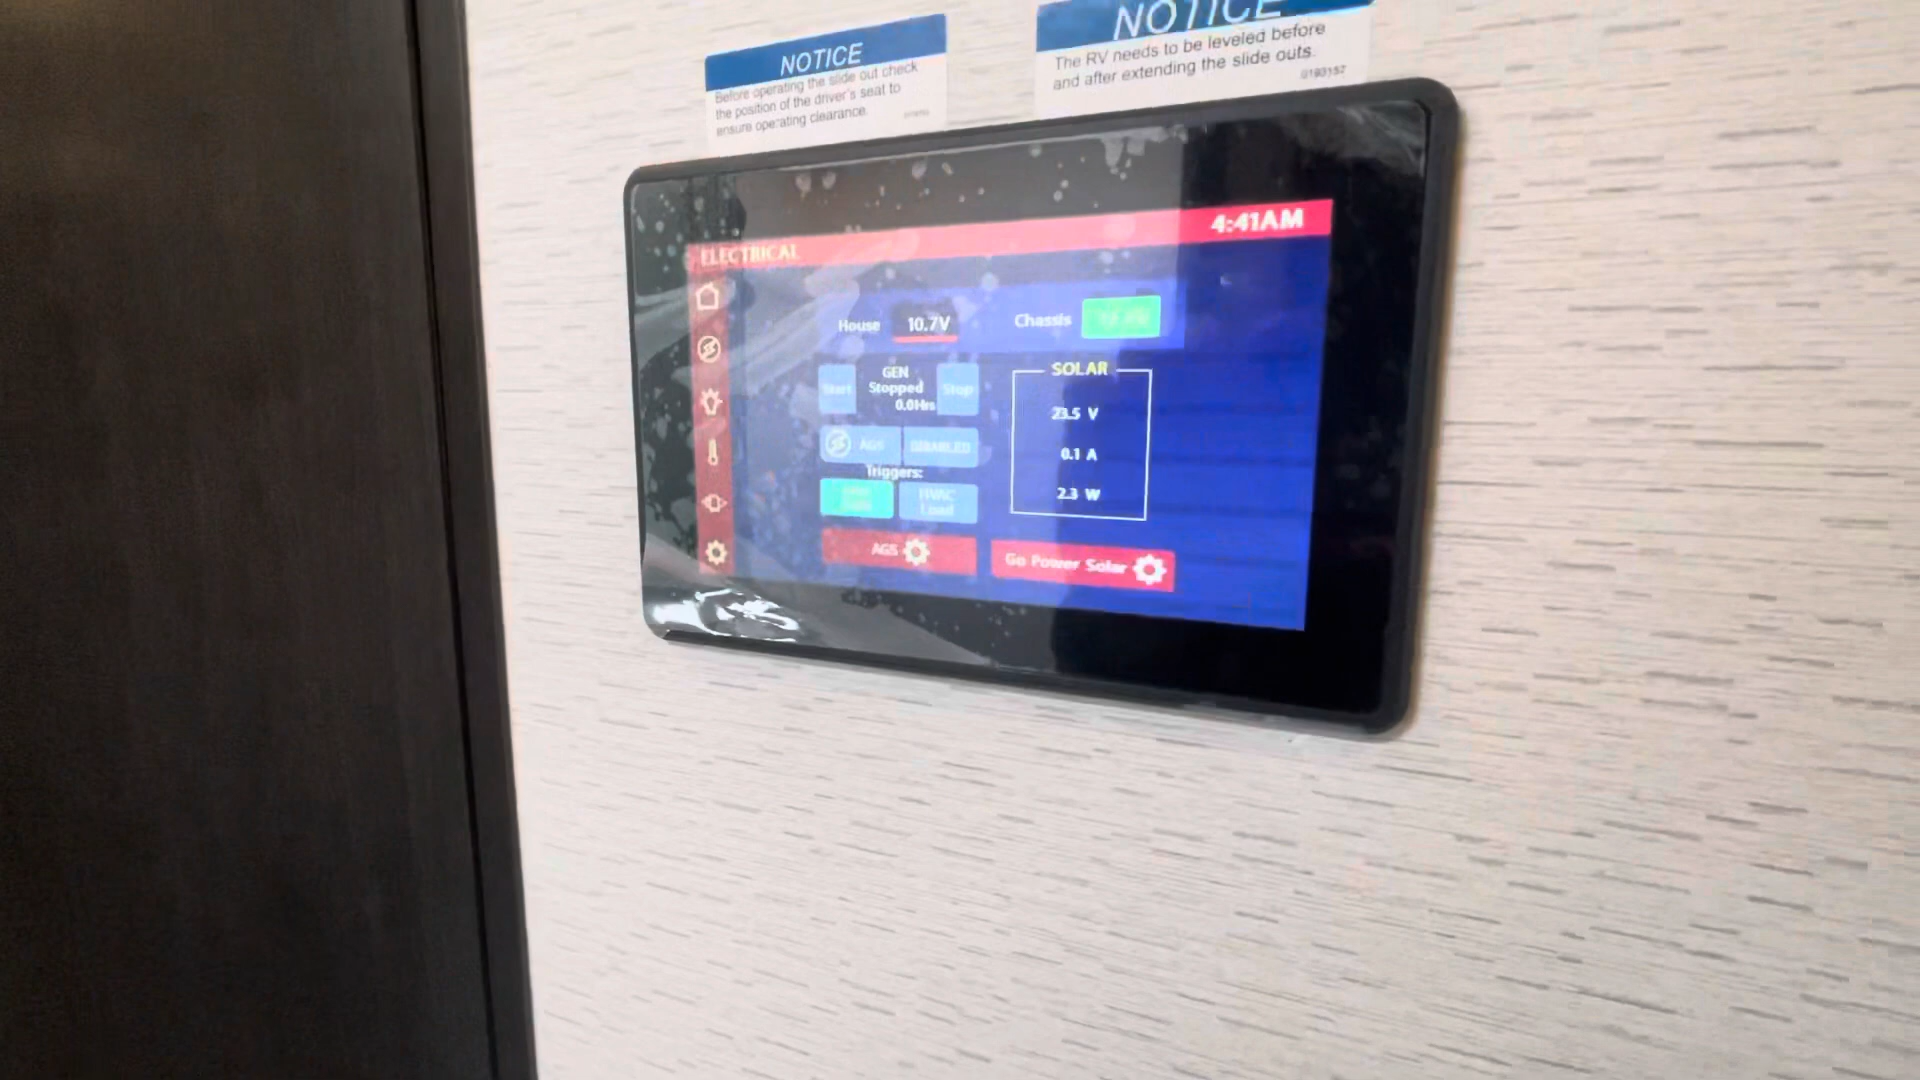 NOTICE
Before operating the slide out check
the position of the driver's seat to
ensure operating clearance.
NOTICE
The RV needs to be leveled before
and after extending the slide outs.
4:41AM
ELECTRICAL
House 10.7V
Chassis
Start
GEN
Stopped
0.0Hrs
Stop
AGS
DISABLED
Triggers:
HVAC
Load
SOLAR
23.5 V
0.1 A
2.3 W
AGS
Go Power Solar